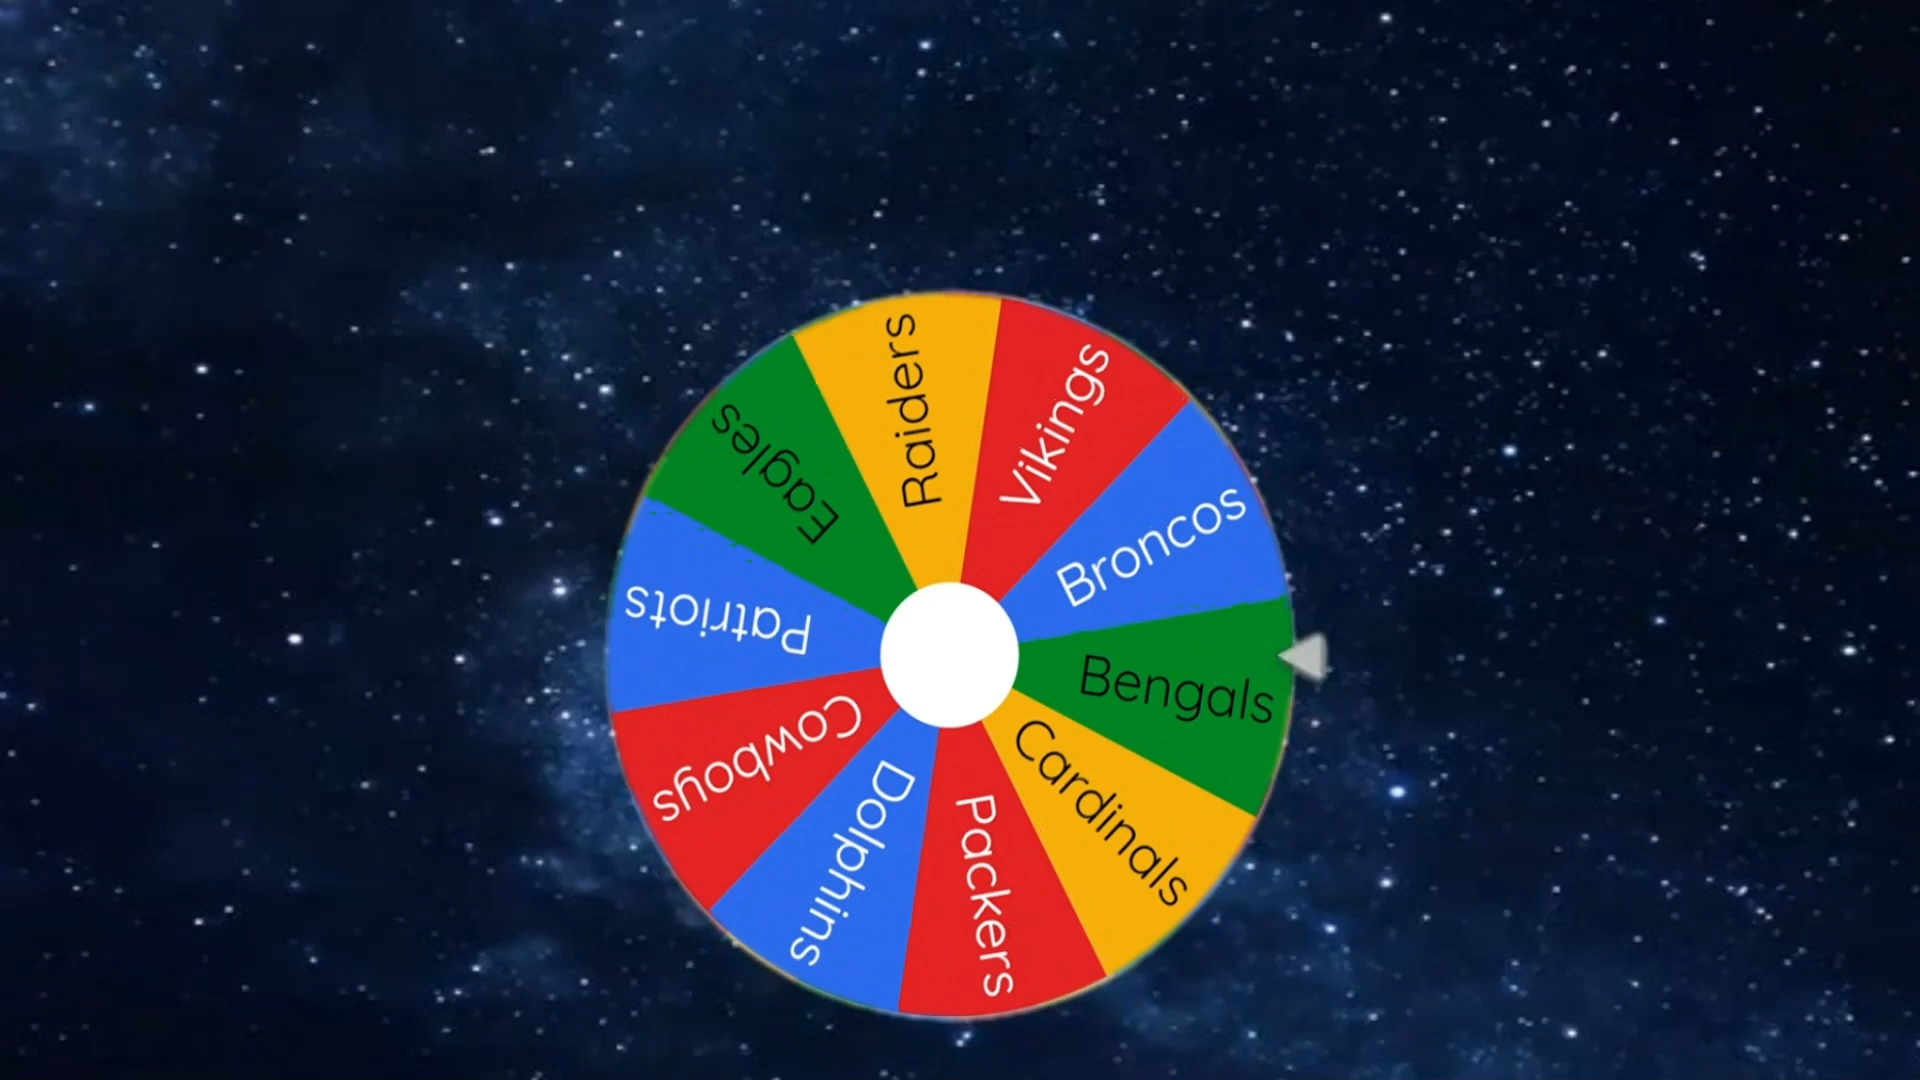 Raiders
Vikings
Broncos
Bengals
Cardinals
Packers
Dolphins
Cowboys
Patriots
Eagles